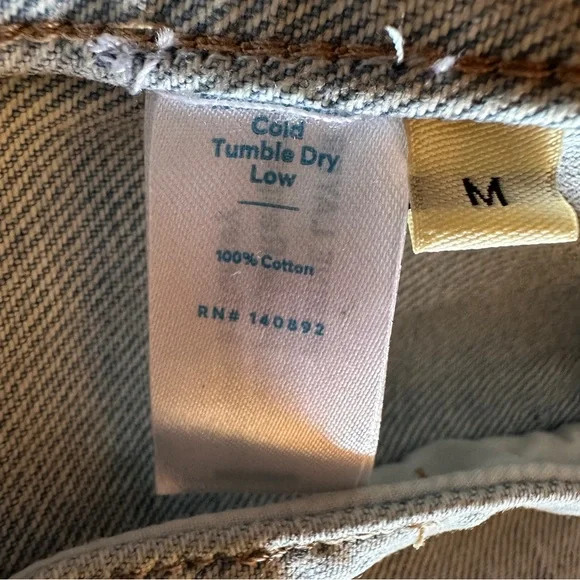 Cold
Tumble Dry
Low
100% Cotton
RN# 140892
M